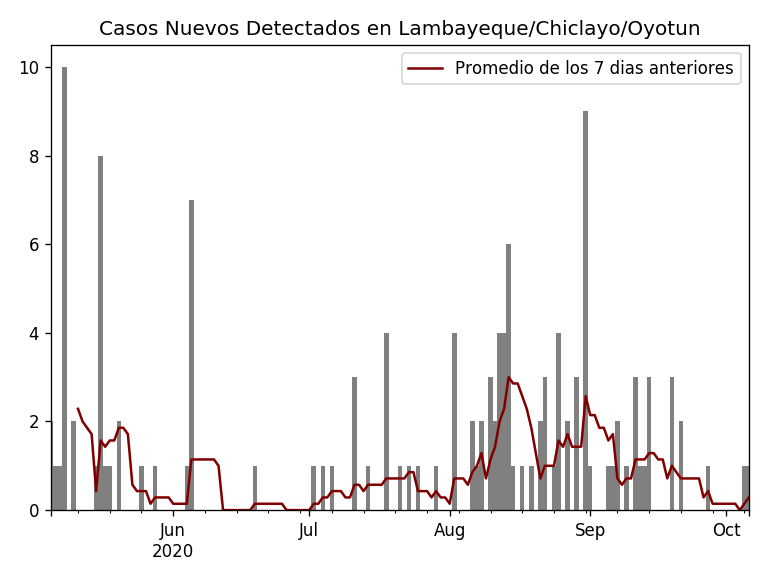 Casos Nuevos Detectados en Lambayeque/Chiclayo/Oyotun
Promedio de los 7 dias anteriores
10
8
6
4
2
0
Jun Jul Aug Sep Oct
2020